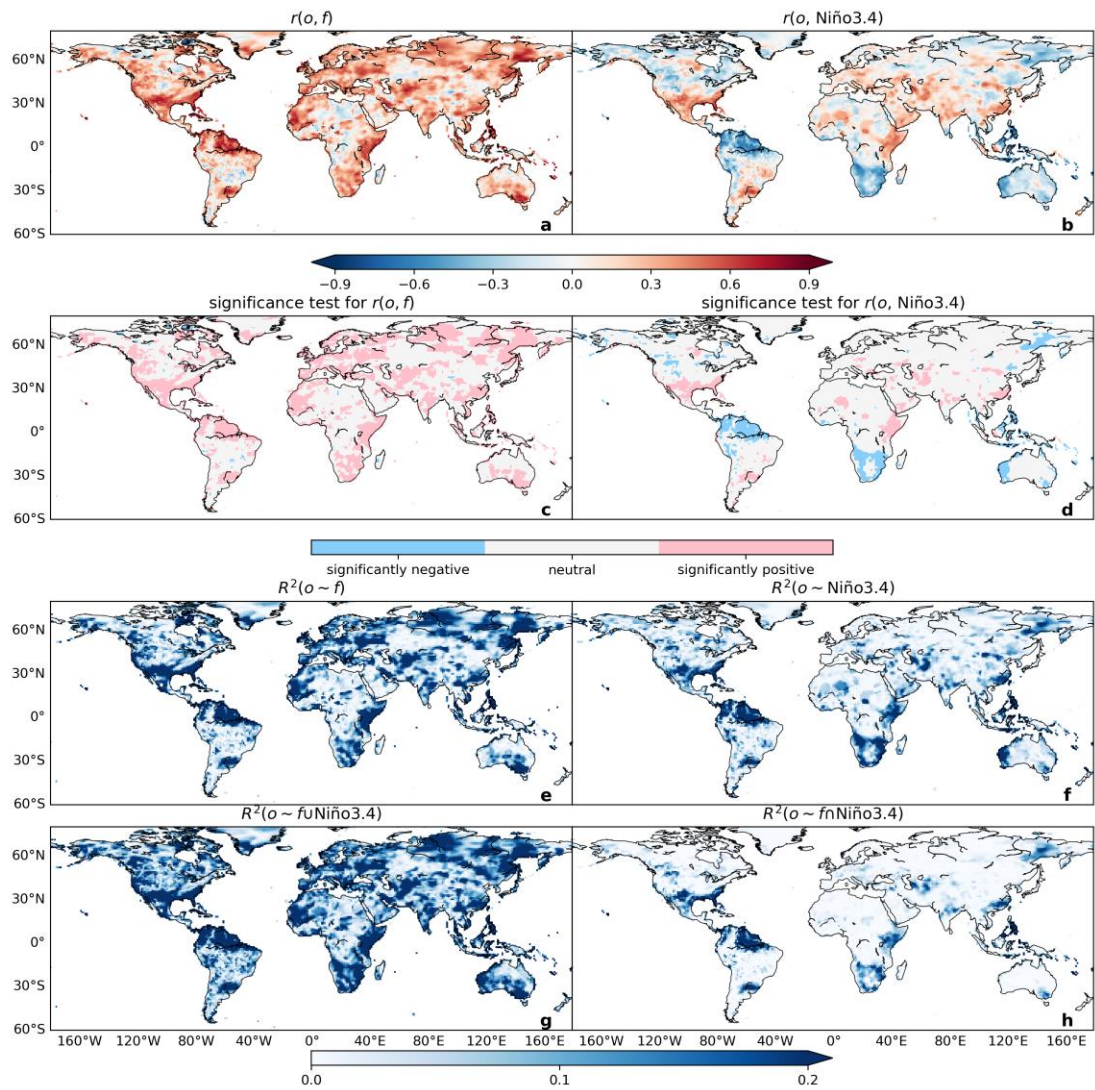 r(o, f)
r(o, Niño3.4)
60°N
30°N
0°
30°S
60°S
a
b
−0.9 −0.6 −0.3 0.0 0.3 0.6 0.9
significance test for r(o, f)
significance test for r(o, Niño3.4)
60°N
30°N
0°
30°S
60°S
c
d
significantly negative neutral significantly positive
R²(o ~ f)
R²(o ~ Niño3.4)
60°N
30°N
0°
30°S
60°S
e
f
R²(o ~ f∪Niño3.4)
R²(o ~ f∩Niño3.4)
60°N
30°N
0°
30°S
60°S
g
h
160°W 120°W 80°W 40°W 0° 40°E 80°E 120°E 160°E
160°W 120°W 80°W 40°W 0° 40°E 80°E 120°E 160°E
0.0 0.1 0.2